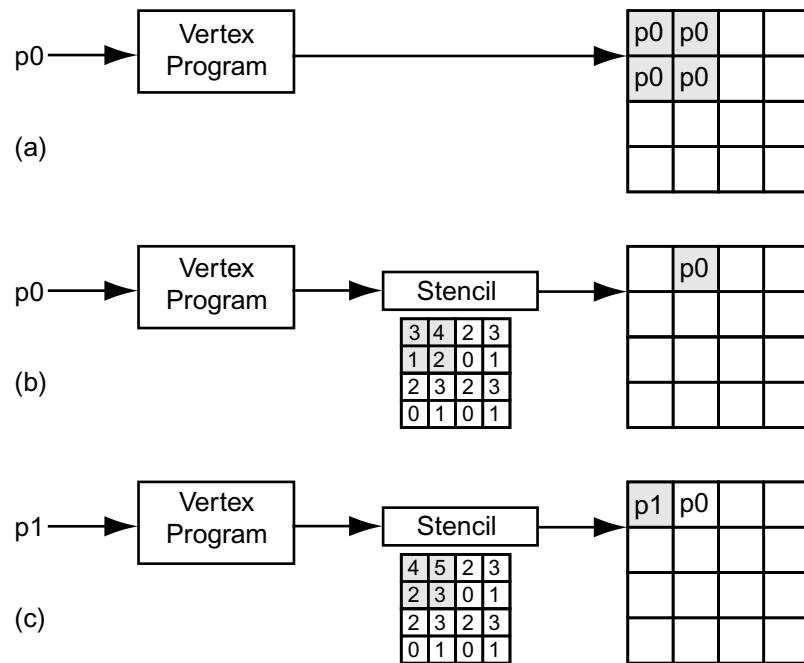 p0
Vertex
Program
p0 p0
p0 p0
(a)
p0
Vertex
Program
Stencil
3 4 2 3
1 2 0 1
2 3 2 3
0 1 0 1
p0
(b)
p1
Vertex
Program
Stencil
4 5 2 3
2 3 0 1
2 3 2 3
0 1 0 1
p1 p0
(c)